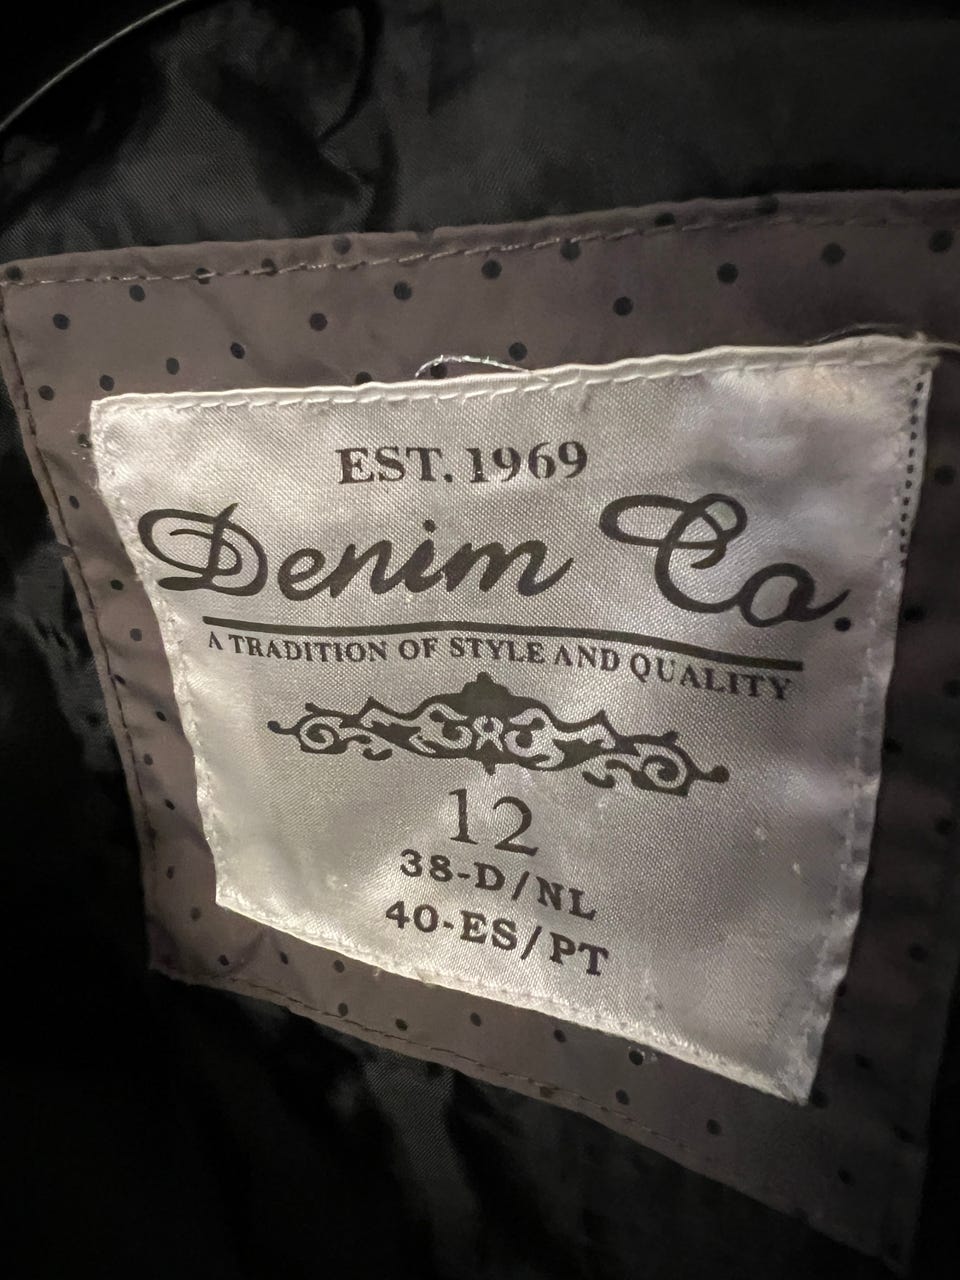 EST. 1969
Denim Co.
A TRADITION OF STYLE AND QUALITY
12
38-D/NL
40-ES/PT